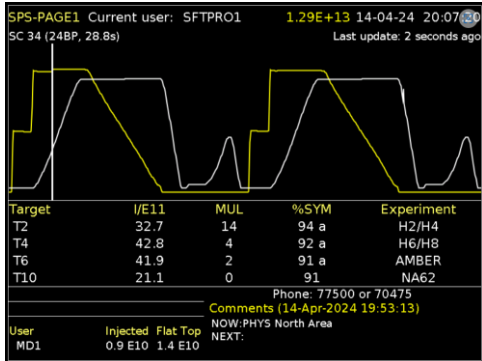 SPS-PAGE1 Current user: SFTPRO1 1.29E+13 14-04-24 20:07:20
SC 34 (24BP, 28.8s) Last update: 2 seconds ago
Target I/E11 MUL %SYM Experiment
T2 32.7 14 94 a H2/H4
T4 42.8 4 92 a H6/H8
T6 41.9 2 91 a AMBER
T10 21.1 0 91 NA62
Phone: 77500 or 70475
Comments (14-Apr-2024 19:53:13)
NOW:PHYS North Area
NEXT:
User Injected Flat Top
MD1 0.9 E10 1.4 E10